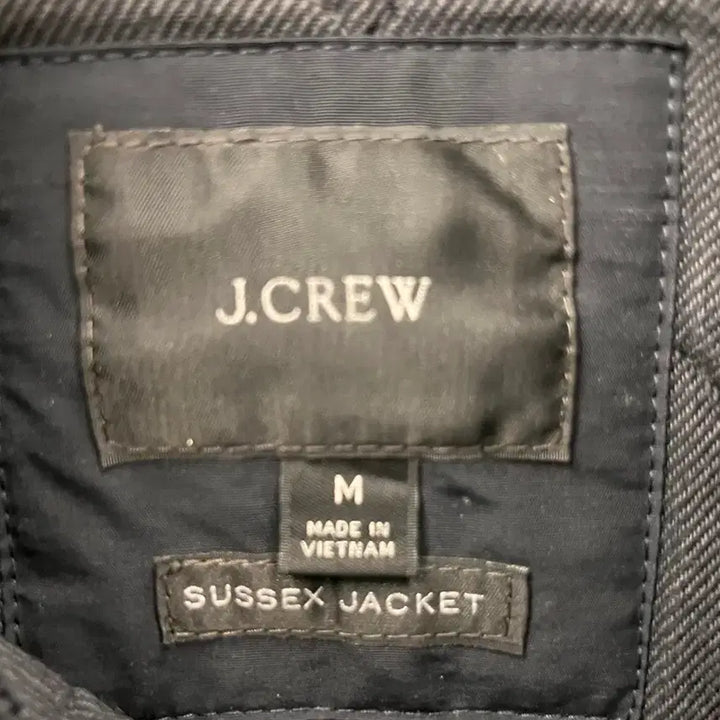 J.CREW
M
MADE IN
VIETNAM
SUSSEX JACKET